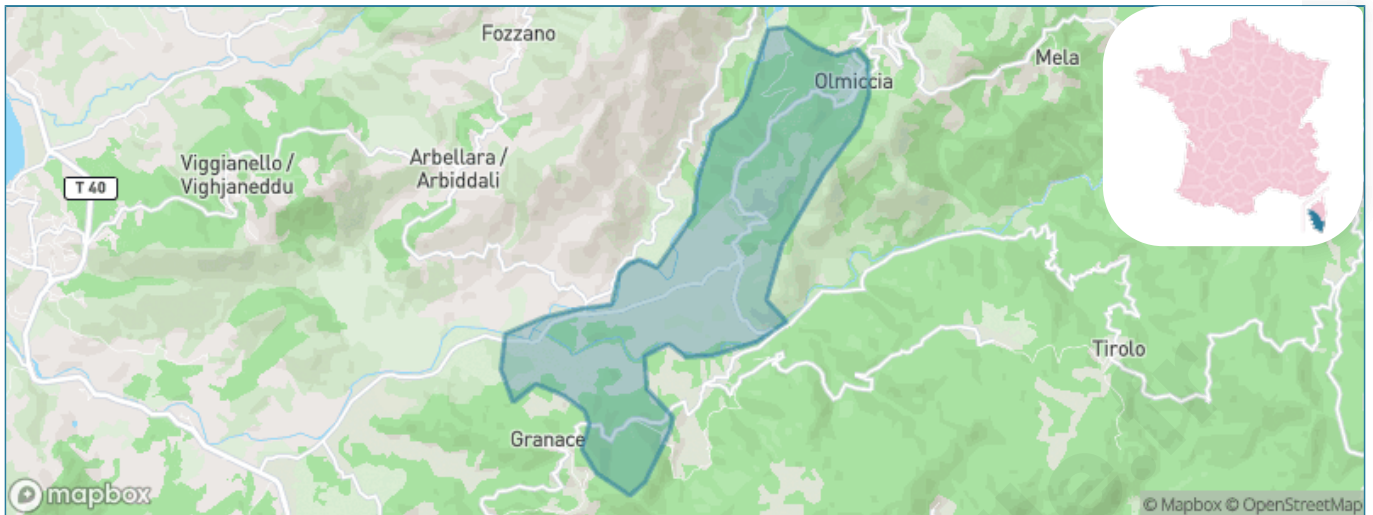 Fozzano
Mela
Olmiccia
Viggianello /
Vighjaneddu
Arbellara /
Arbiddali
T 40
Tirolo
Granace
mapbox
© Mapbox © OpenStreetMap